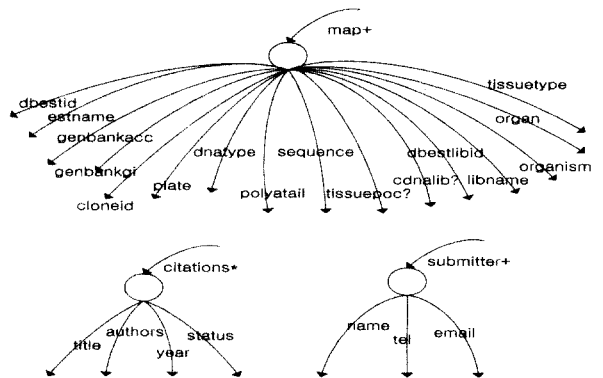 map+
tissuetype
dbestid
estname
organ
genbankacc
dnatype sequence dbestlibid
genbankgi organism
plate polyatail tissuepoc? cdnalib? libname
cloneid
citations* submitter+
authors status name email
title year tel